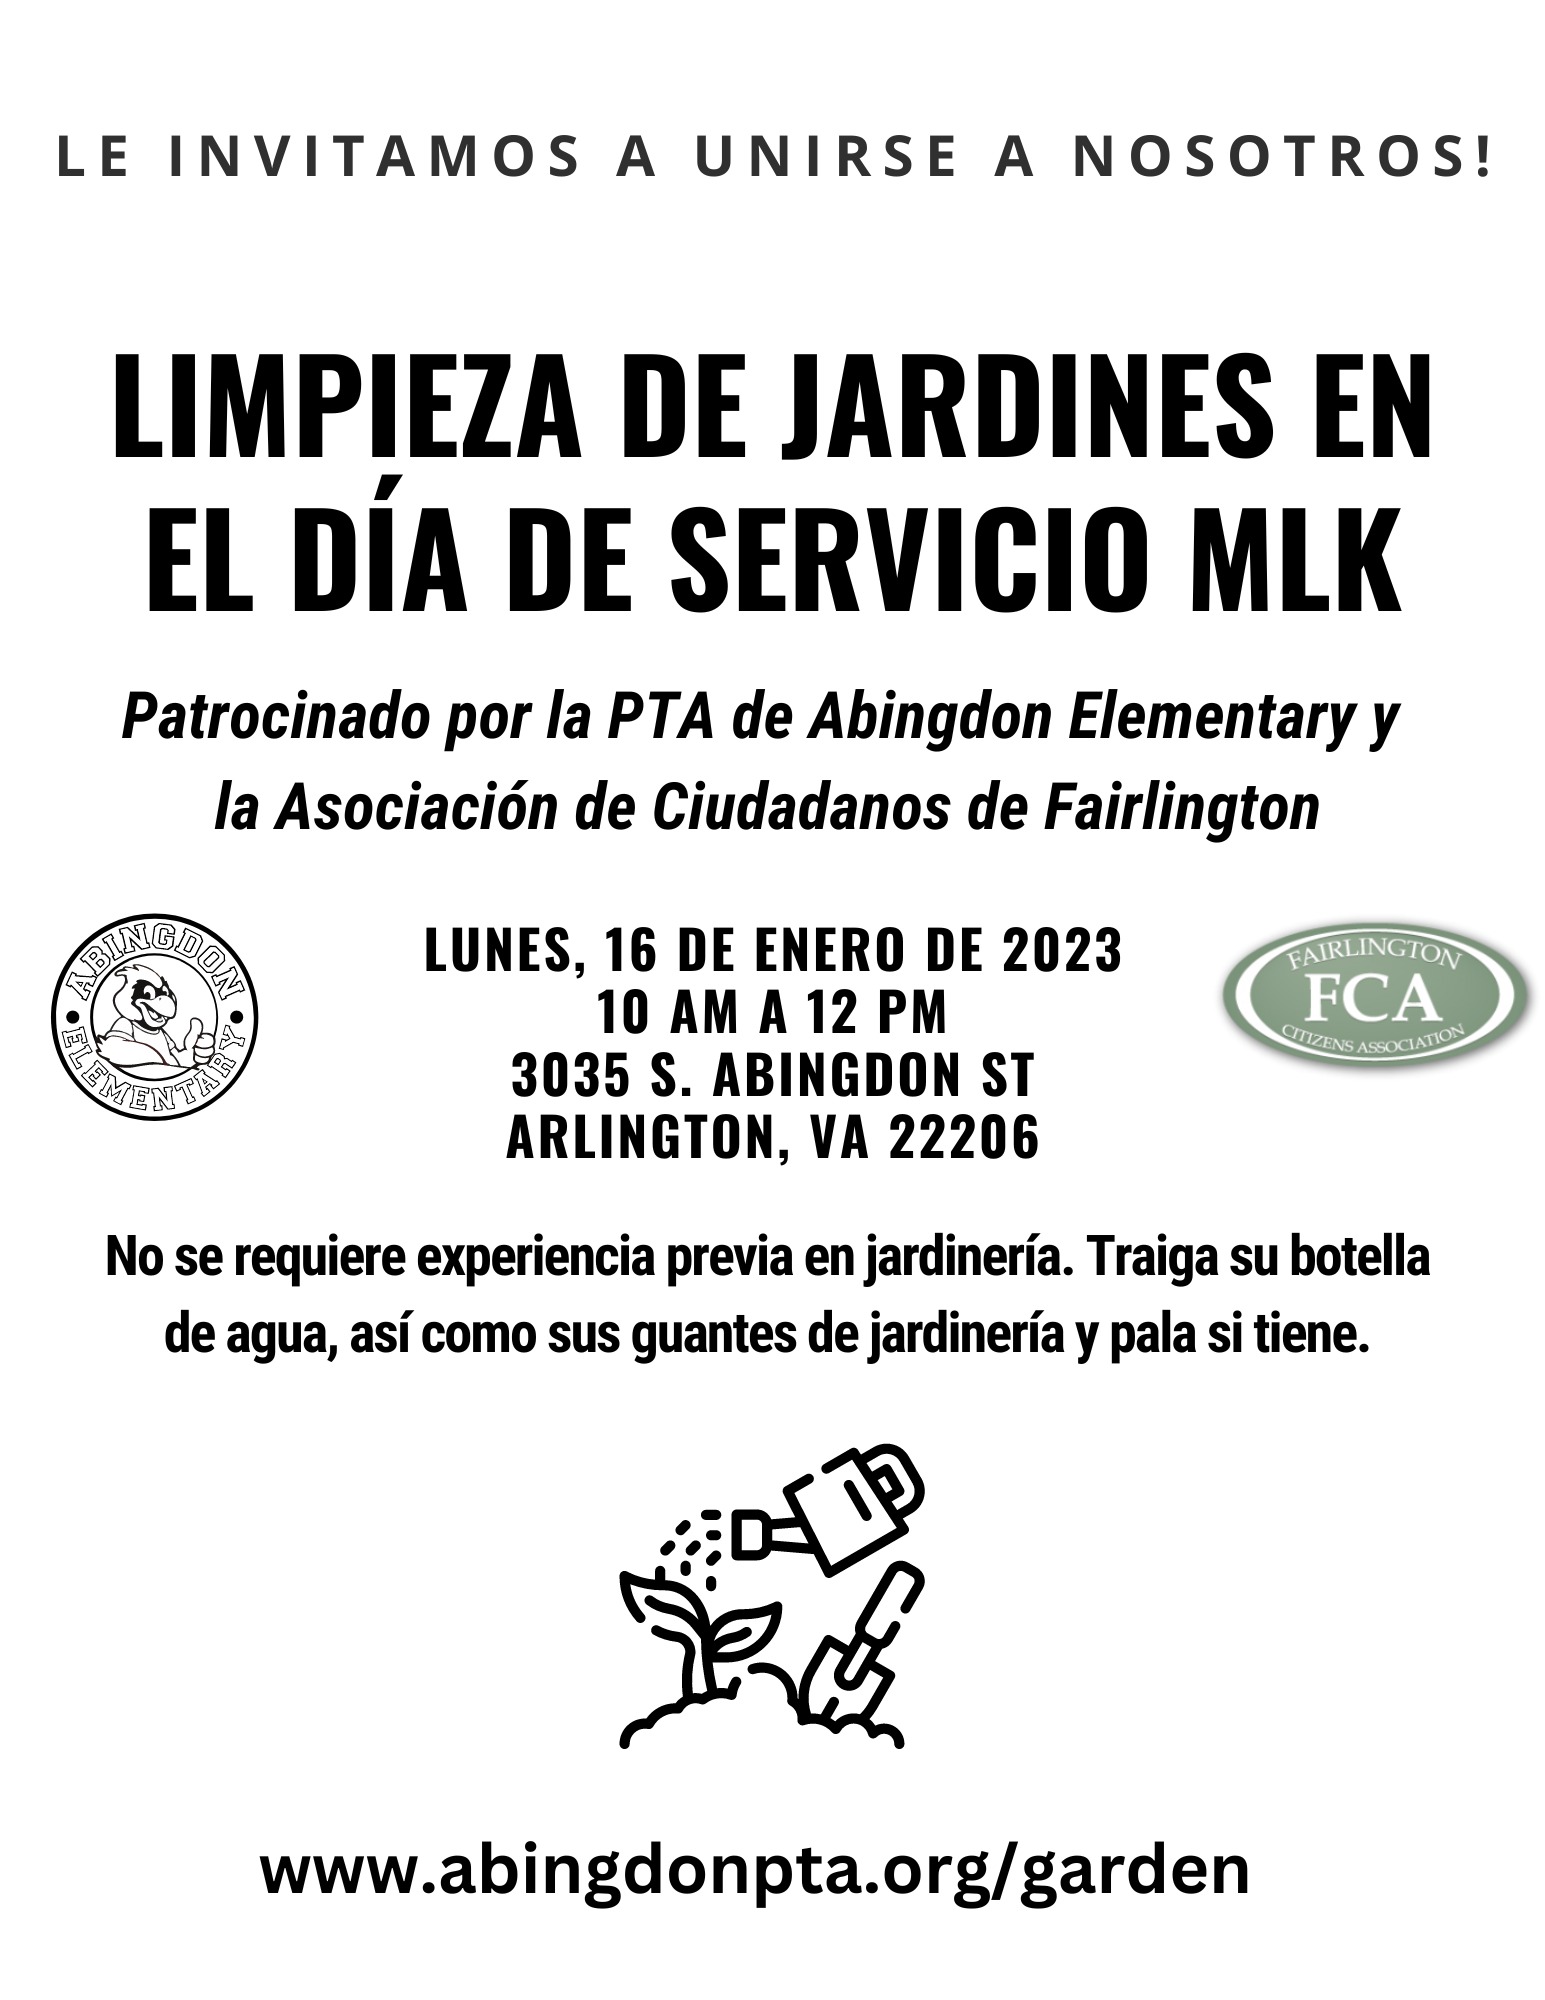 LE INVITAMOS A UNIRSE A NOSOTROS!
LIMPIEZA DE JARDINES EN
EL DÍA DE SERVICIO MLK
Patrocinado por la PTA de Abingdon Elementary y
la Asociación de Ciudadanos de Fairlington
ABINGDON
ELEMENTARY
LUNES, 16 DE ENERO DE 2023
10 AM A 12 PM
3035 S. ABINGDON ST
ARLINGTON, VA 22206
FAIRLINGTON
FCA
CITIZENS ASSOCIATION
No se requiere experiencia previa en jardinería. Traiga su botella
de agua, así como sus guantes de jardinería y pala si tiene.
www.abingdonpta.org/garden